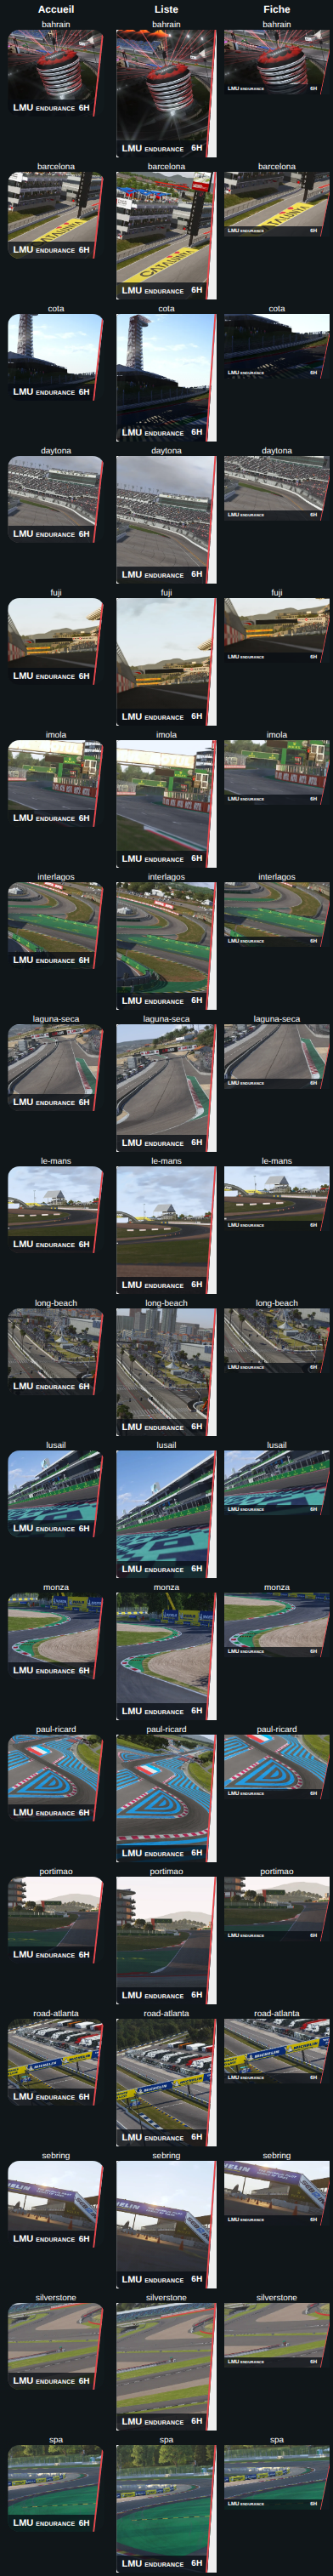 Accueil Liste Fiche
bahrain bahrain bahrain
LMU ENDURANCE 6H LMU ENDURANCE 6H LMU ENDURANCE 6H
barcelona barcelona barcelona
LMU ENDURANCE 6H LMU ENDURANCE 6H LMU ENDURANCE 6H
cota cota cota
LMU ENDURANCE 6H LMU ENDURANCE 6H LMU ENDURANCE 6H
daytona daytona daytona
LMU ENDURANCE 6H LMU ENDURANCE 6H LMU ENDURANCE 6H
fuji fuji fuji
LMU ENDURANCE 6H LMU ENDURANCE 6H LMU ENDURANCE 6H
imola imola imola
LMU ENDURANCE 6H LMU ENDURANCE 6H LMU ENDURANCE 6H
interlagos interlagos interlagos
LMU ENDURANCE 6H LMU ENDURANCE 6H LMU ENDURANCE 6H
laguna-seca laguna-seca laguna-seca
LMU ENDURANCE 6H LMU ENDURANCE 6H LMU ENDURANCE 6H
le-mans le-mans le-mans
LMU ENDURANCE 6H LMU ENDURANCE 6H LMU ENDURANCE 6H
long-beach long-beach long-beach
LMU ENDURANCE 6H LMU ENDURANCE 6H LMU ENDURANCE 6H
lusail lusail lusail
LMU ENDURANCE 6H LMU ENDURANCE 6H LMU ENDURANCE 6H
monza monza monza
LMU ENDURANCE 6H LMU ENDURANCE 6H LMU ENDURANCE 6H
paul-ricard paul-ricard paul-ricard
LMU ENDURANCE 6H LMU ENDURANCE 6H LMU ENDURANCE 6H
portimao portimao portimao
LMU ENDURANCE 6H LMU ENDURANCE 6H LMU ENDURANCE 6H
road-atlanta road-atlanta road-atlanta
MICHELIN MICHELIN MICHELIN
LMU ENDURANCE 6H LMU ENDURANCE 6H LMU ENDURANCE 6H
sebring sebring sebring
LMU ENDURANCE 6H LMU ENDURANCE 6H LMU ENDURANCE 6H
silverstone silverstone silverstone
LMU ENDURANCE 6H LMU ENDURANCE 6H LMU ENDURANCE 6H
spa spa spa
LMU ENDURANCE 6H LMU ENDURANCE 6H LMU ENDURANCE 6H